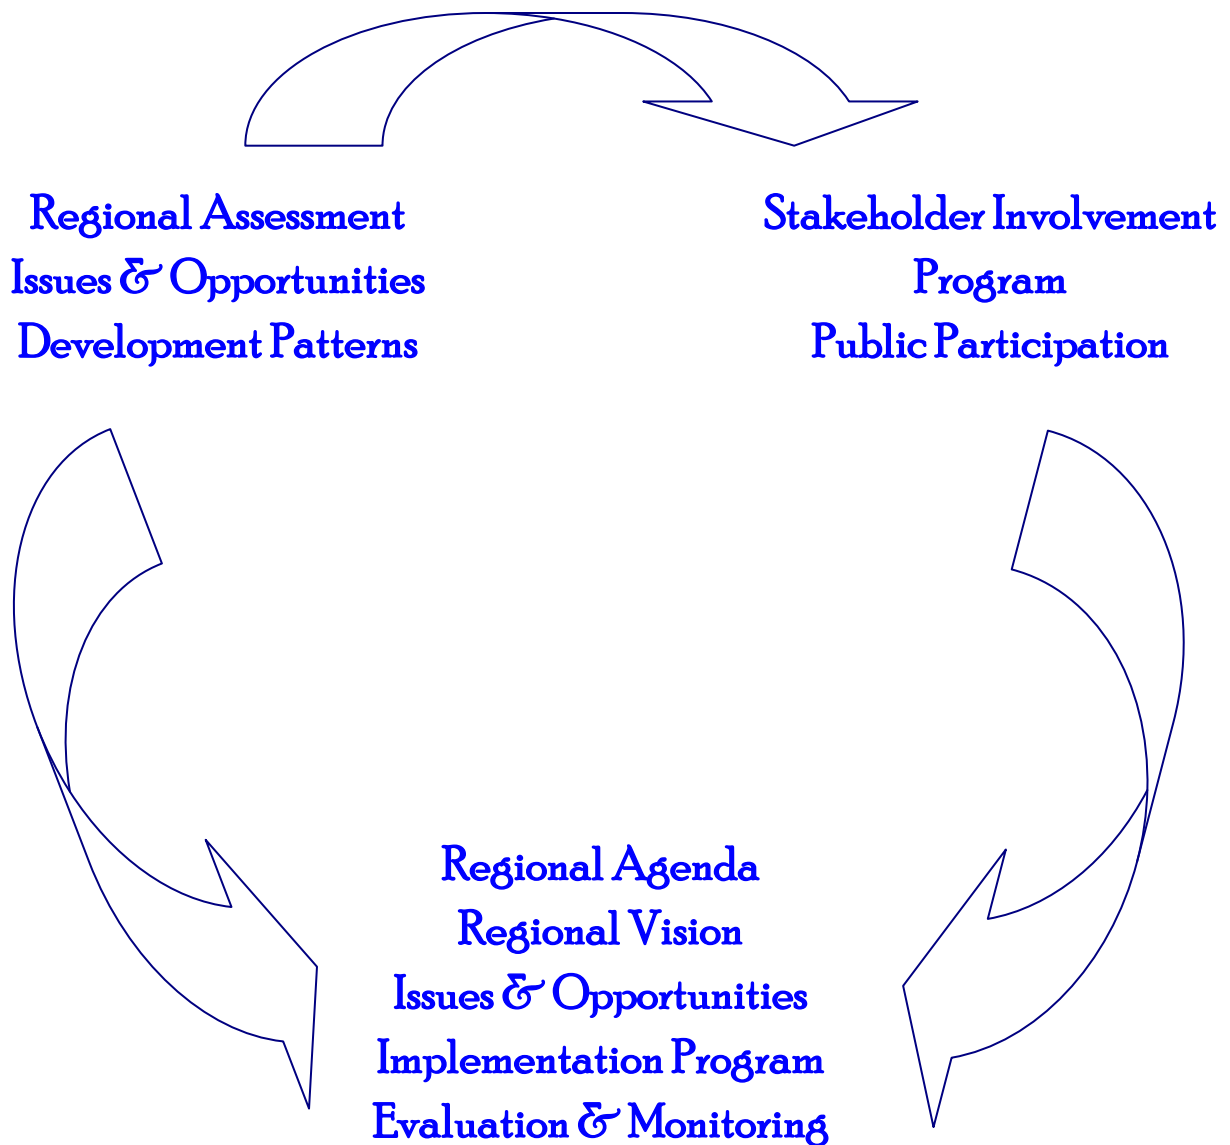 Regional Assessment
Issues & Opportunities
Development Patterns
Stakeholder Involvement
Program
Public Participation
Regional Agenda
Regional Vision
Issues & Opportunities
Implementation Program
Evaluation & Monitoring